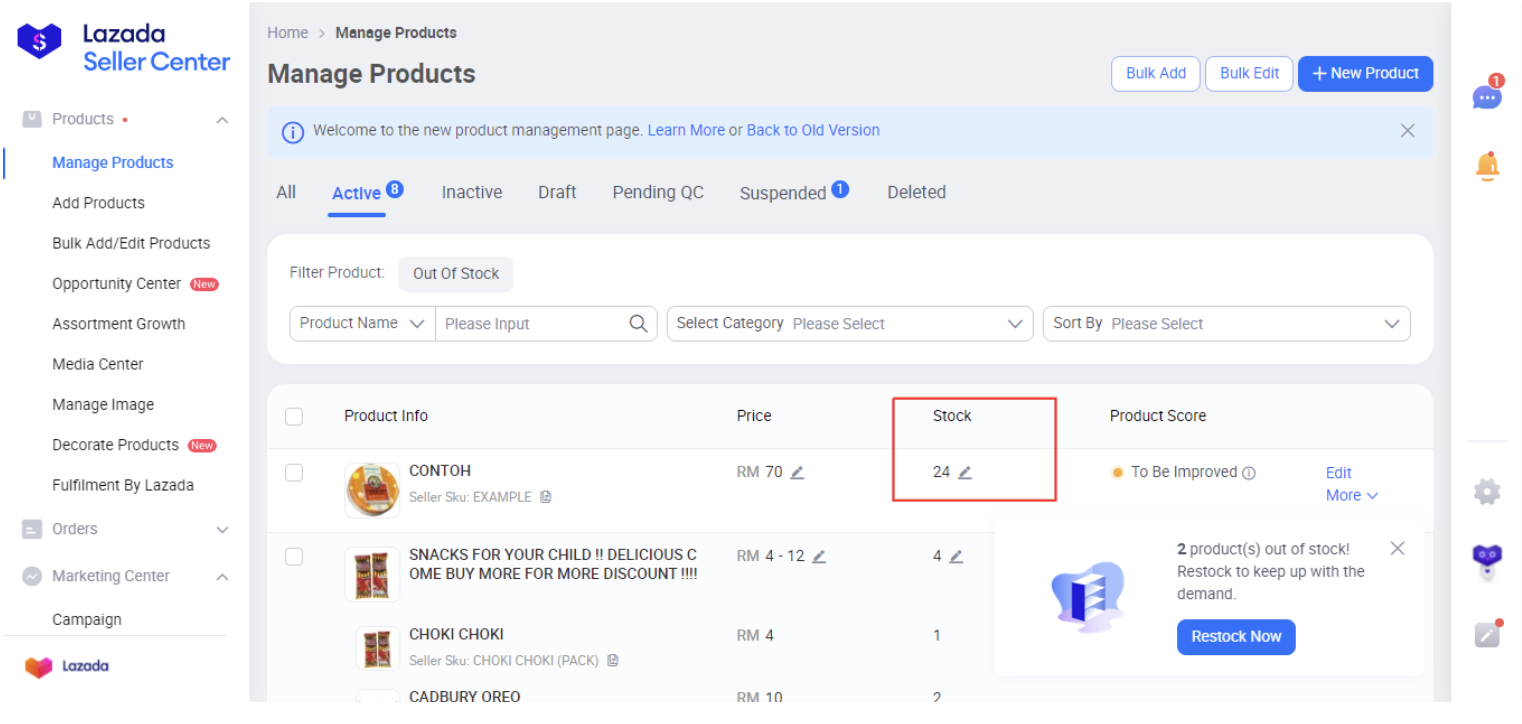 Lazada
Seller Center
Products
Manage Products
Add Products
Bulk Add/Edit Products
Opportunity Center New
Assortment Growth
Media Center
Manage Image
Decorate Products New
Fulfilment By Lazada
Orders
Marketing Center
Campaign
Lazada
Home > Manage Products
Manage Products
Bulk Add Bulk Edit + New Product
Welcome to the new product management page. Learn More or Back to Old Version
All Active 8 Inactive Draft Pending QC Suspended 1 Deleted
Filter Product: Out Of Stock
Product Name Please Input Select Category Please Select Sort By Please Select
Product Info Price Stock Product Score
CONTOH RM 70 24 To Be Improved Edit
Seller Sku: EXAMPLE More
SNACKS FOR YOUR CHILD !! DELICIOUS C RM 4 - 12 4
OME BUY MORE FOR MORE DISCOUNT !!!!
CHOKI CHOKI RM 4 1
Seller Sku: CHOKI CHOKI (PACK)
CADBURY OREO RM 10 2
2 product(s) out of stock!
Restock to keep up with the
demand.
Restock Now
1